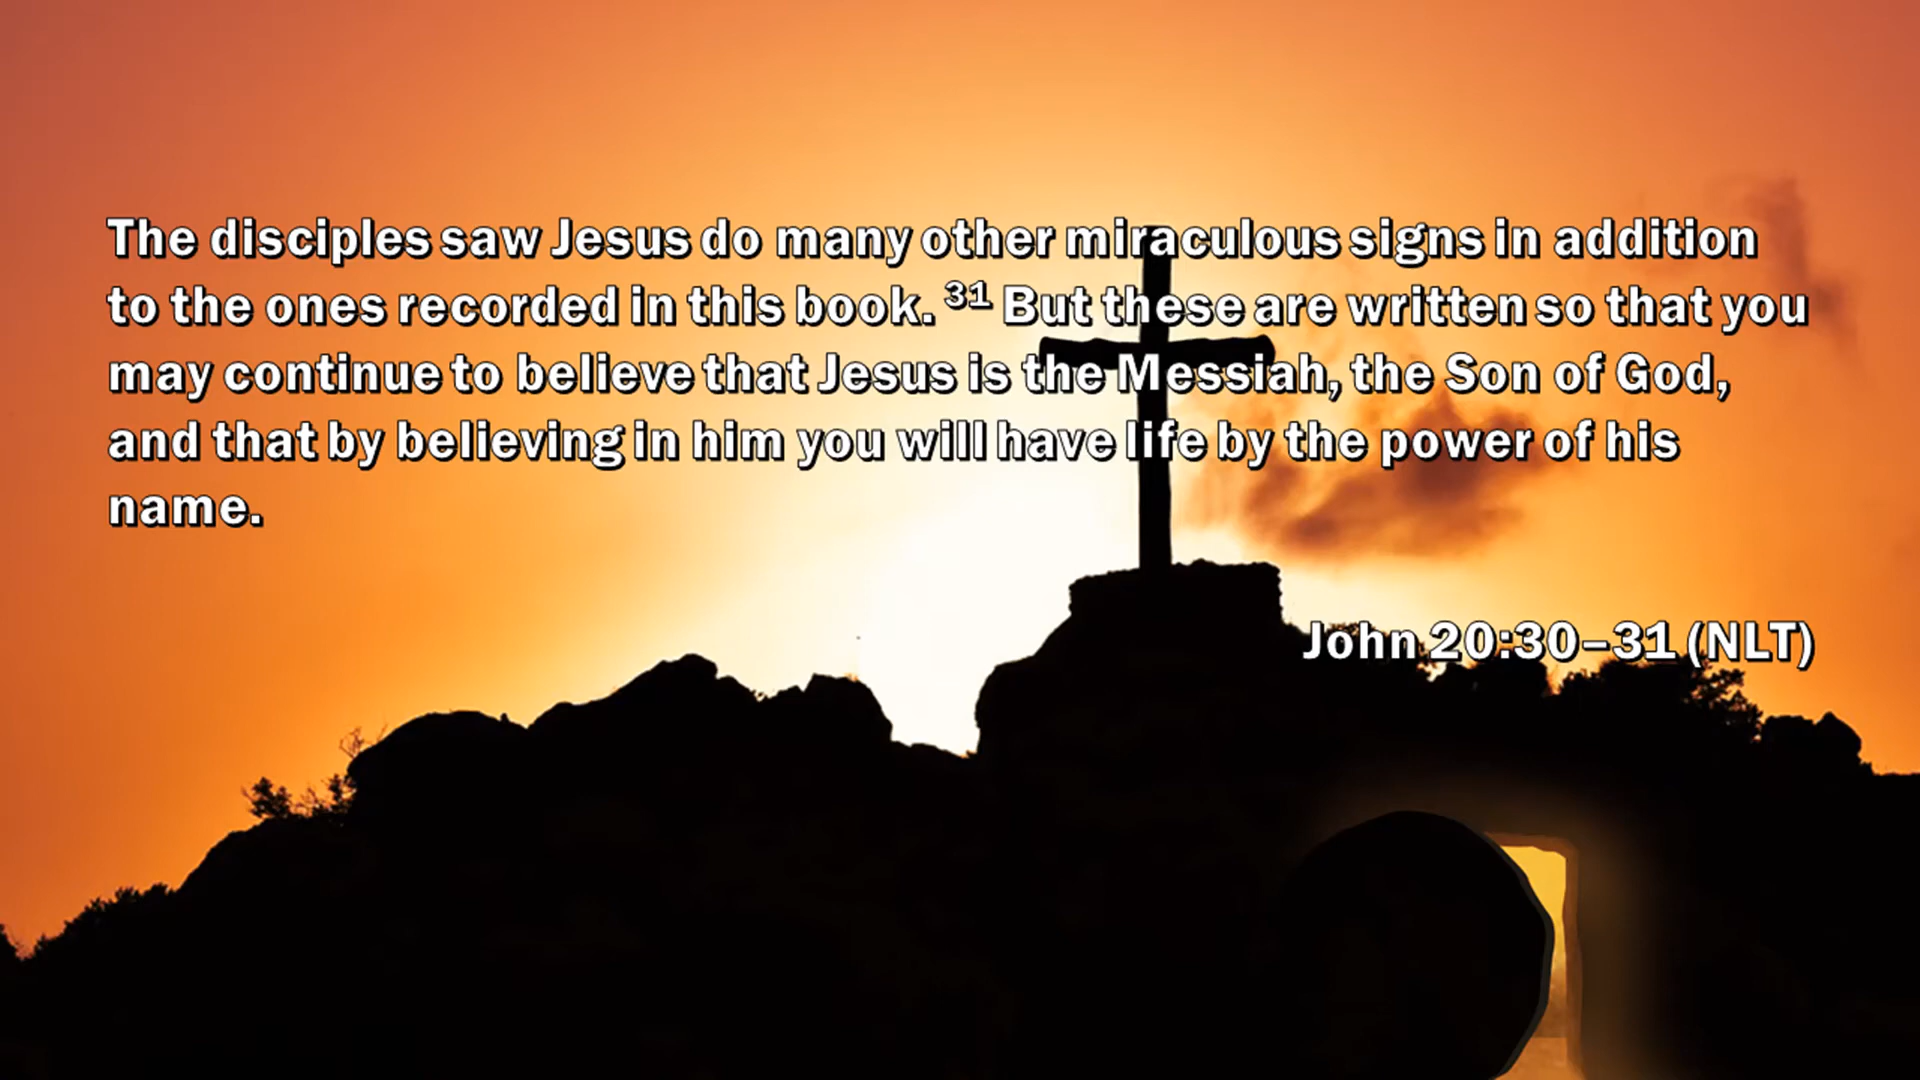 The disciples saw Jesus do many other miraculous signs in addition
to the ones recorded in this book. ³¹ But these are written so that you
may continue to believe that Jesus is the Messiah, the Son of God,
and that by believing in him you will have life by the power of his
name.
John 20:30–31 (NLT)